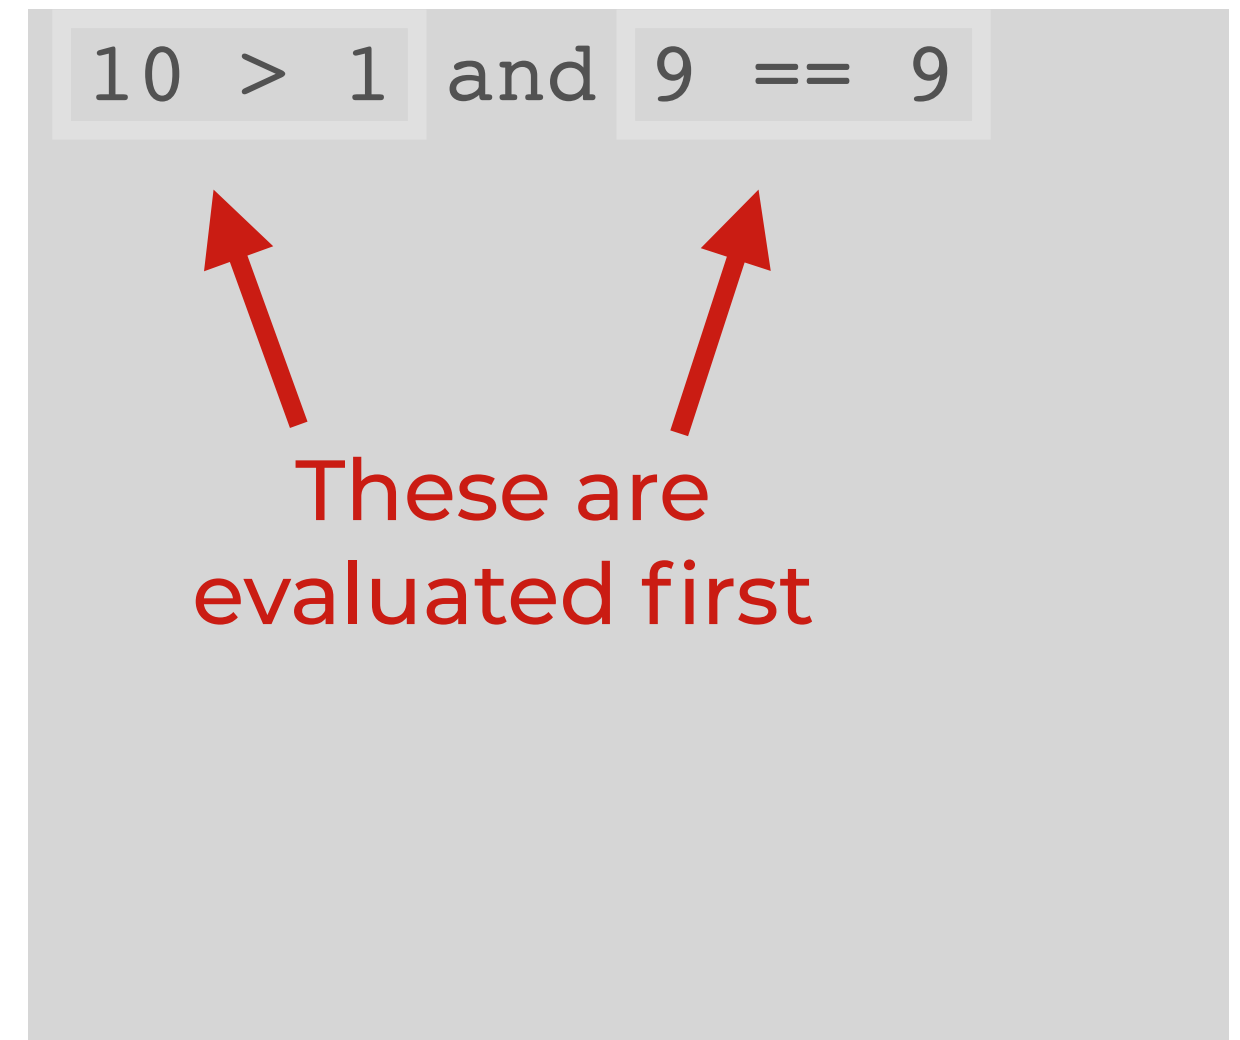 10 > 1 and 9 == 9
These are
evaluated first